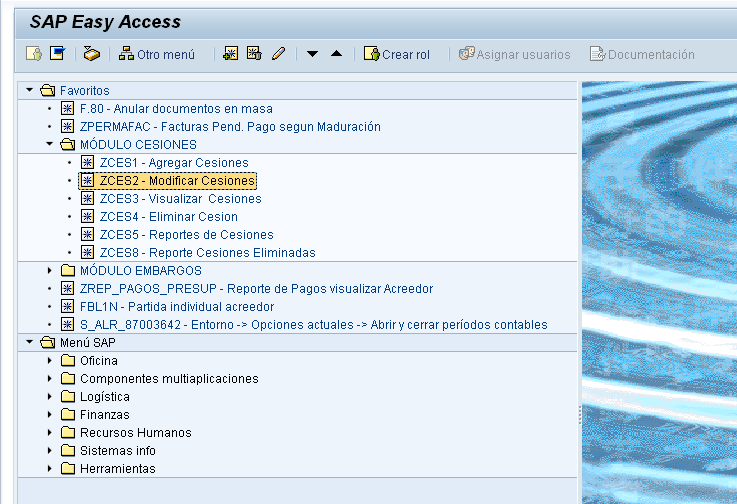 SAP Easy Access
Otro menú Crear rol Asignar usuarios Documentación
Favoritos
F.80 - Anular documentos en masa
ZPERMAFAC - Facturas Pend. Pago segun Maduración
MÓDULO CESIONES
ZCES1 - Agregar Cesiones
ZCES2 - Modificar Cesiones
ZCES3 - Visualizar Cesiones
ZCES4 - Eliminar Cesion
ZCES5 - Reportes de Cesiones
ZCES8 - Reporte Cesiones Eliminadas
MÓDULO EMBARGOS
ZREP_PAGOS_PRESUP - Reporte de Pagos visualizar Acreedor
FBL1N - Partida individual acreedor
S_ALR_87003642 - Entorno -> Opciones actuales -> Abrir y cerrar períodos contables
Menú SAP
Oficina
Componentes multiaplicaciones
Logística
Finanzas
Recursos Humanos
Sistemas info
Herramientas